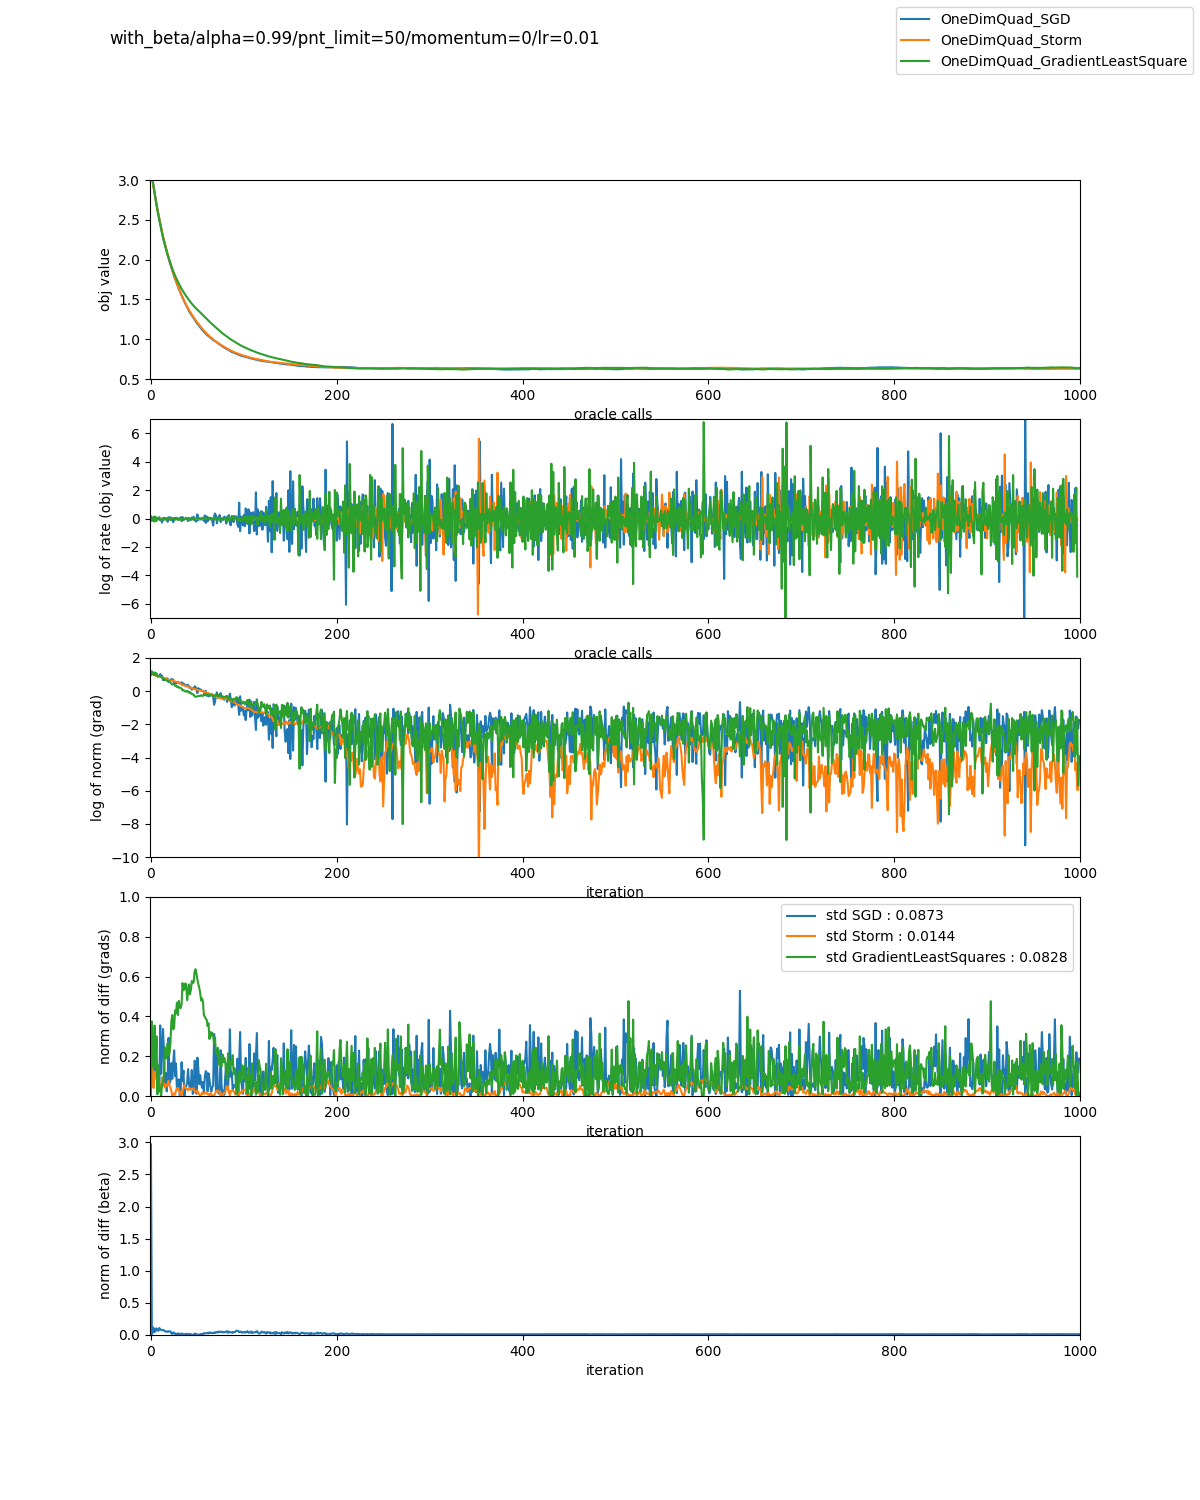 with_beta/alpha=0.99/pnt_limit=50/momentum=0/lr=0.01
OneDimQuad_SGD
OneDimQuad_Storm
OneDimQuad_GradientLeastSquare
3.0
2.5
2.0
1.5
1.0
0.5
obj value
0 200 400 600 800 1000
oracle calls
6
4
2
0
−2
−4
−6
log of rate (obj value)
0 200 400 600 800 1000
oracle calls
2
0
−2
−4
−6
−8
−10
log of norm (grad)
0 200 400 600 800 1000
iteration
1.0
0.8
0.6
0.4
0.2
0.0
norm of diff (grads)
std SGD : 0.0873
std Storm : 0.0144
std GradientLeastSquares : 0.0828
0 200 400 600 800 1000
iteration
3.0
2.5
2.0
1.5
1.0
0.5
0.0
norm of diff (beta)
0 200 400 600 800 1000
iteration